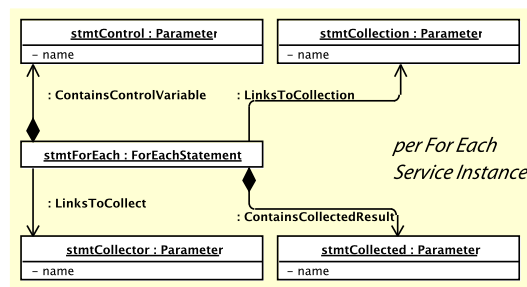 stmtControl : Parameter
- name
stmtCollection : Parameter
- name
: ContainsControlVariable
: LinksToCollection
stmtForEach : ForEachStatement
per For Each
Service Instance
: LinksToCollect
: ContainsCollectedResult
stmtCollector : Parameter
- name
stmtCollected : Parameter
- name